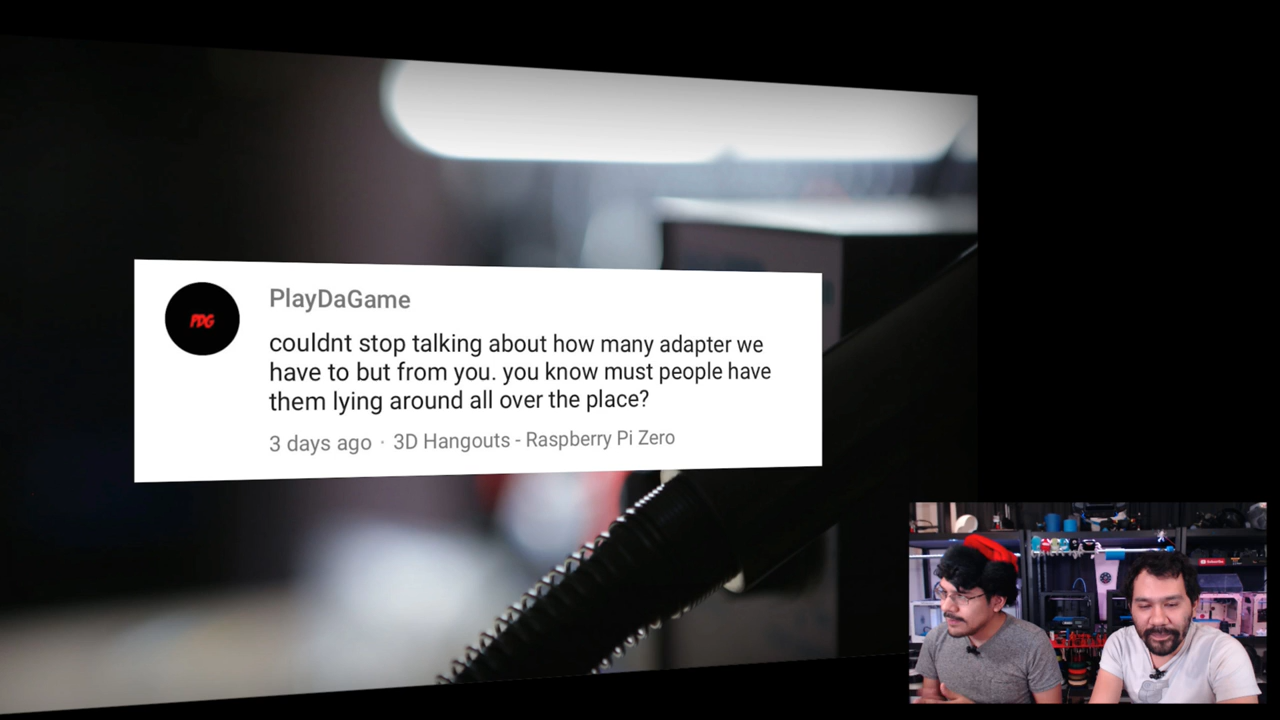 PDG
PlayDaGame
couldnt stop talking about how many adapter we
have to but from you. you know must people have
them lying around all over the place?
3 days ago · 3D Hangouts - Raspberry Pi Zero